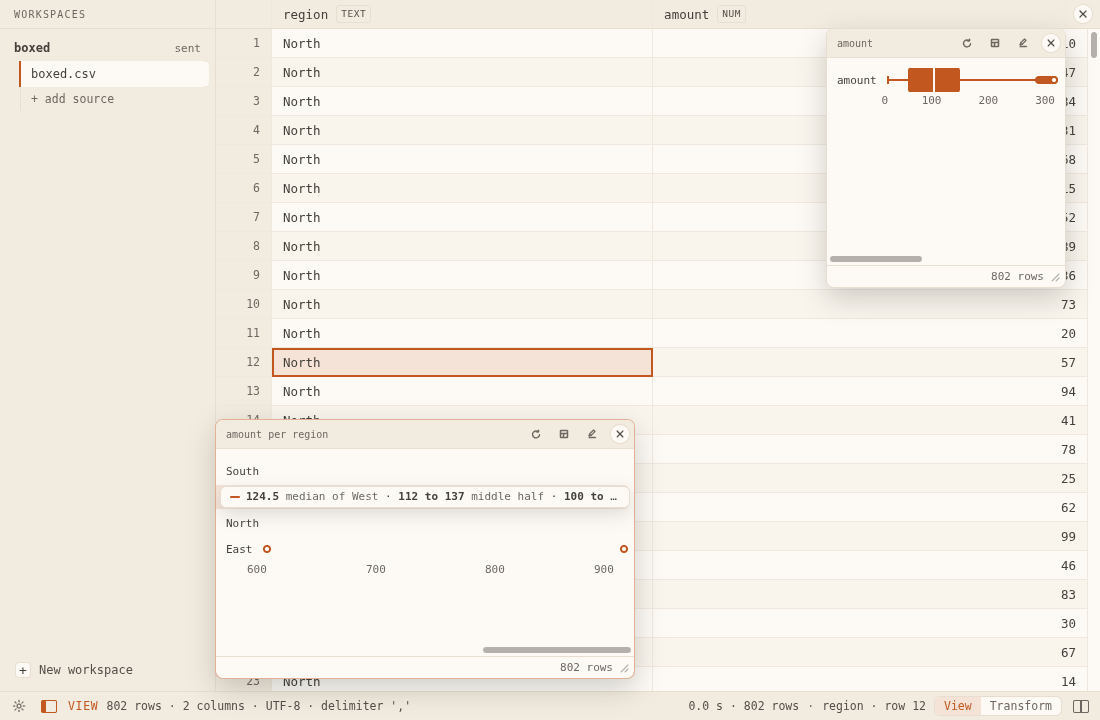 WORKSPACES
boxed sent
boxed.csv
+ add source
+ New workspace
region TEXT amount NUM
1 North
2 North
3 North
4 North
5 North
6 North
7 North
8 North
9 North
10 North 73
11 North 20
12 North 57
13 North 94
41
78
25
62
99
46
83
30
67
23 North 14
amount
amount
0 100 200 300
802 rows
amount per region
South
124.5 median of West · 112 to 137 middle half · 100 to …
North
East
600 700 800 900
802 rows
VIEW 802 rows · 2 columns · UTF-8 · delimiter ','
0.0 s · 802 rows · region · row 12 View Transform